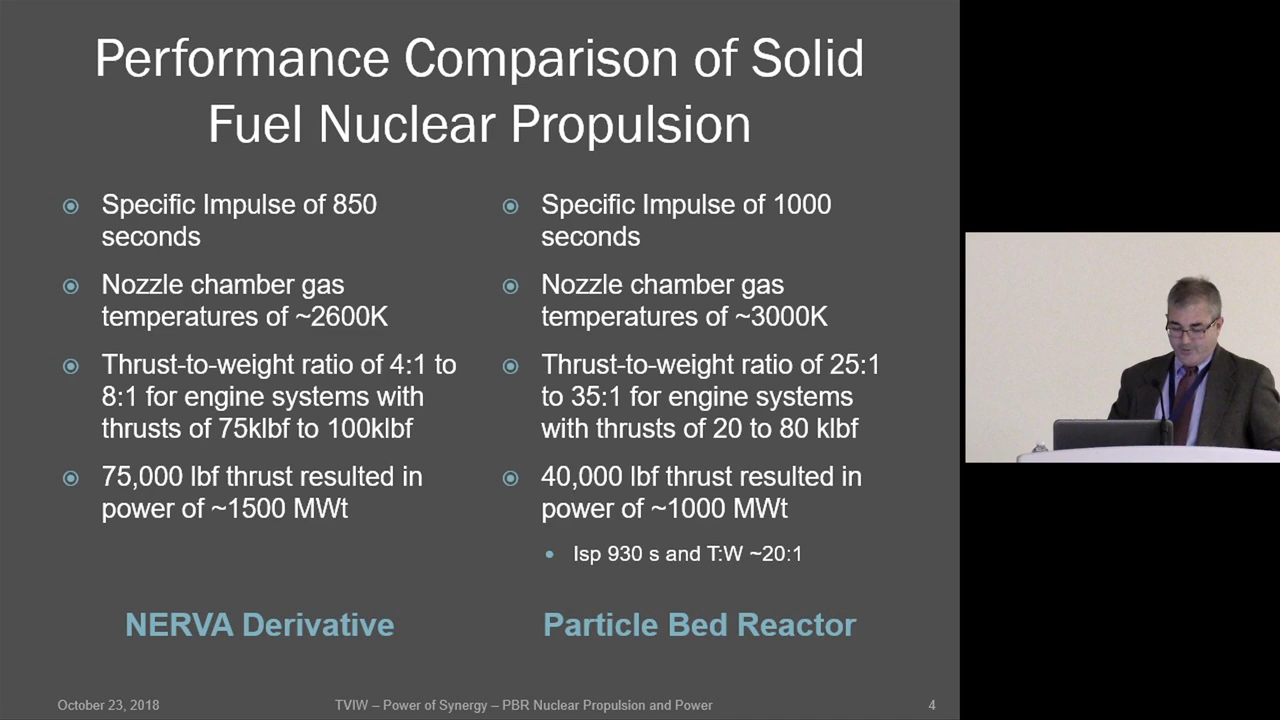 Performance Comparison of Solid
Fuel Nuclear Propulsion
Specific Impulse of 850
seconds
Nozzle chamber gas
temperatures of ~2600K
Thrust-to-weight ratio of 4:1 to
8:1 for engine systems with
thrusts of 75klbf to 100klbf
75,000 lbf thrust resulted in
power of ~1500 MWt
NERVA Derivative
Specific Impulse of 1000
seconds
Nozzle chamber gas
temperatures of ~3000K
Thrust-to-weight ratio of 25:1
to 35:1 for engine systems
with thrusts of 20 to 80 klbf
40,000 lbf thrust resulted in
power of ~1000 MWt
Isp 930 s and T:W ~20:1
Particle Bed Reactor
October 23, 2018
TVIW – Power of Synergy – PBR Nuclear Propulsion and Power
4